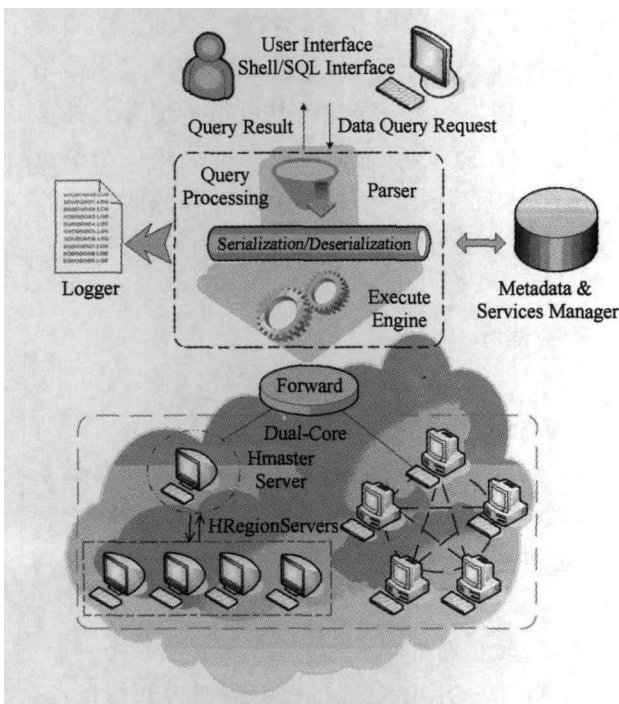 User Interface
Shell/SQL Interface
Query Result
Data Query Request
Query
Processing
Parser
Serialization/Deserialization
Logger
Execute
Engine
Metadata &
Services Manager
Forward
Dual-Core
Hmaster
Server
HRegionServers